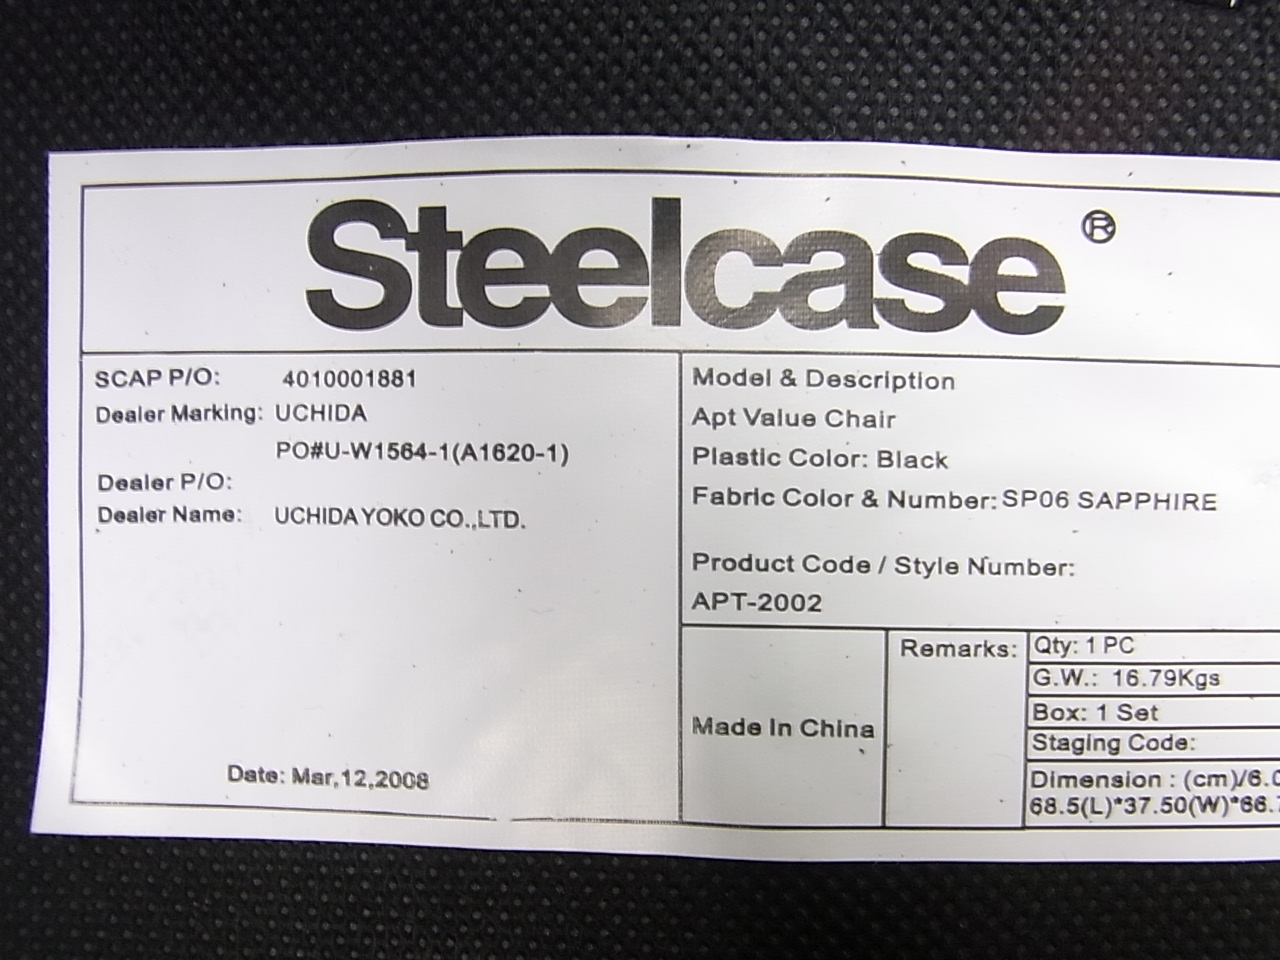 Steelcase ®
SCAP P/O: 4010001881
Dealer Marking: UCHIDA
PO#U-W1564-1(A1620-1)
Dealer P/O:
Dealer Name: UCHIDA YOKO CO.,LTD.
Date: Mar,12,2008
Model & Description
Apt Value Chair
Plastic Color: Black
Fabric Color & Number: SP06 SAPPHIRE
Product Code / Style Number:
APT-2002
Made In China
Remarks:
Qty: 1 PC
G.W.: 16.79Kgs
Box: 1 Set
Staging Code:
Dimension : (cm)/6.
68.5(L)*37.50(W)*66.